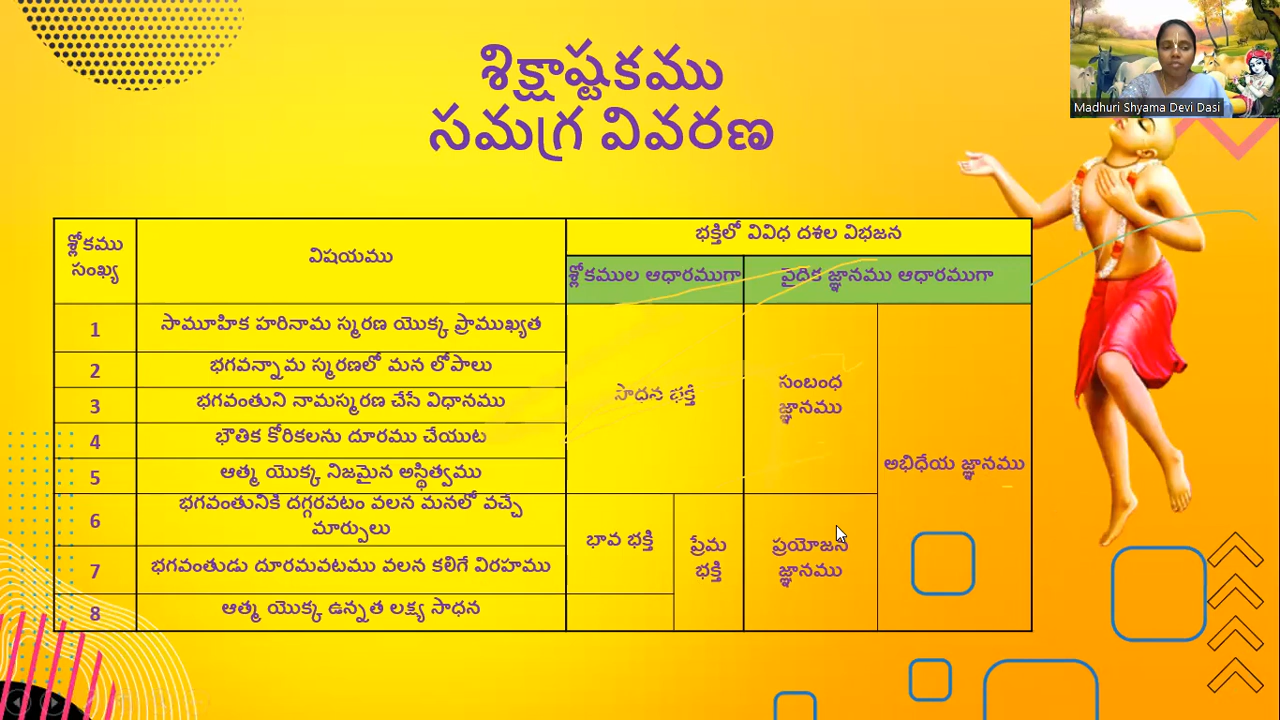 Madhuri Shyama Devi Dasi
శిక్షాష్టకము
సమగ్ర వివరణ
శ్లోకము
సంఖ్య
విషయము
భక్తిలో వివిధ దశల విభజన
శ్లోకముల ఆధారముగా
వైదిక జ్ఞానము ఆధారముగా
1
సామూహిక హరినామ స్మరణ యొక్క ప్రాముఖ్యత
2
భగవన్నామ స్మరణలో మన లోపాలు
3
భగవంతుని నామస్మరణ చేసే విధానము
4
భౌతిక కోరికలను దూరము చేయుట
5
ఆత్మ యొక్క నిజమైన అస్థిత్వము
సాధన భక్తి
సంబంధ
జ్ఞానము
అభిధేయ జ్ఞానము
6
భగవంతునికి దగ్గరవటం వలన మనలో వచ్చే
మార్పులు
7
భగవంతుడు దూరమవటము వలన కలిగే విరహము
8
ఆత్మ యొక్క ఉన్నత లక్ష్య సాధన
భావ భక్తి
ప్రేమ
భక్తి
ప్రయోజన
జ్ఞానము